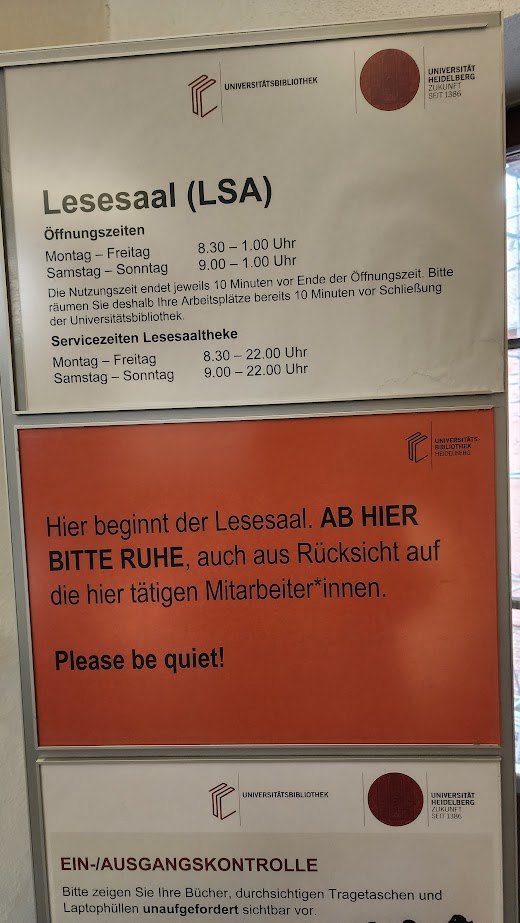 UNIVERSITÄTSBIBLIOTHEK
UNIVERSITÄT
HEIDELBERG
ZUKUNFT
SEIT 1386
Lesesaal (LSA)
Öffnungszeiten
Montag – Freitag 8.30 – 1.00 Uhr
Samstag – Sonntag 9.00 – 1.00 Uhr
Die Nutzungszeit endet jeweils 10 Minuten vor Ende der Öffnungszeit. Bitte
räumen Sie deshalb Ihre Arbeitsplätze bereits 10 Minuten vor Schließung
der Universitätsbibliothek.
Servicezeiten Lesesaaltheke
Montag – Freitag 8.30 – 22.00 Uhr
Samstag – Sonntag 9.00 – 22.00 Uhr
UNIVERSITÄTS-
BIBLIOTHEK
HEIDELBERG
Hier beginnt der Lesesaal. AB HIER
BITTE RUHE, auch aus Rücksicht auf
die hier tätigen Mitarbeiter*innen.
Please be quiet!
UNIVERSITÄTSBIBLIOTHEK
UNIVERSITÄT
HEIDELBERG
ZUKUNFT
SEIT 1386
EIN-/AUSGANGSKONTROLLE
Bitte zeigen Sie Ihre Bücher, durchsichtigen Tragetaschen und
Laptophüllen unaufgefordert sichtbar vor.